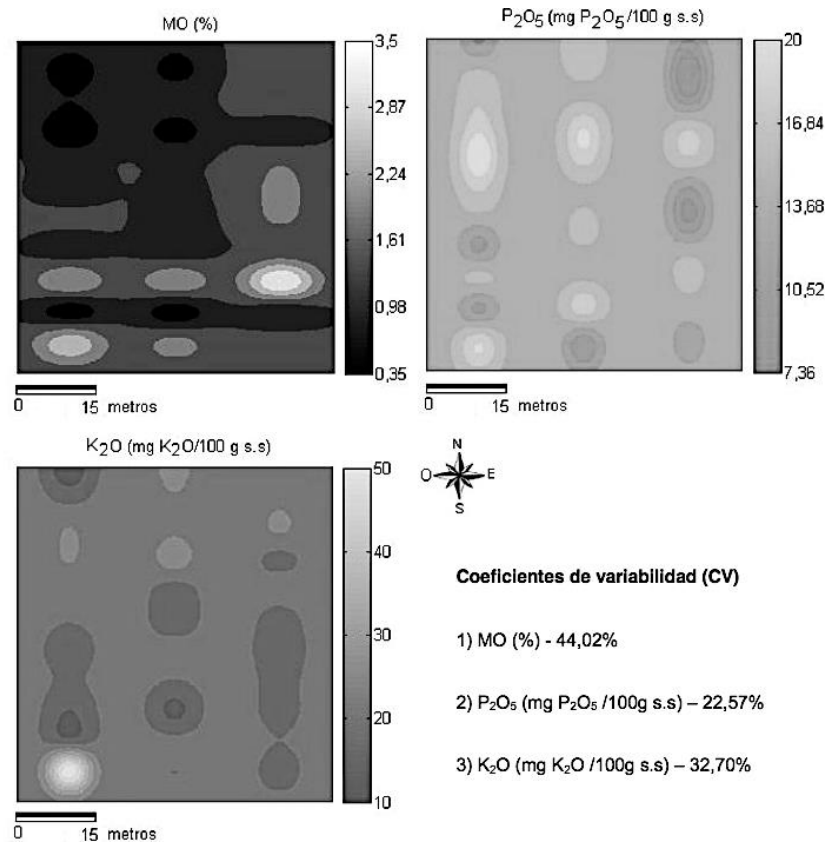 MO (%)
3,5
2,87
2,24
1,61
0,98
0,35
0 15 metros
P₂O₅ (mg P₂O₅/100 g s.s)
20
16,84
13,68
10,52
7,36
0 15 metros
K₂O (mg K₂O/100 g s.s)
50
40
30
20
10
0 15 metros
N
O E
S
Coeficientes de variabilidad (CV)
1) MO (%) - 44,02%
2) P₂O₅ (mg P₂O₅ /100g s.s) – 22,57%
3) K₂O (mg K₂O /100g s.s) – 32,70%